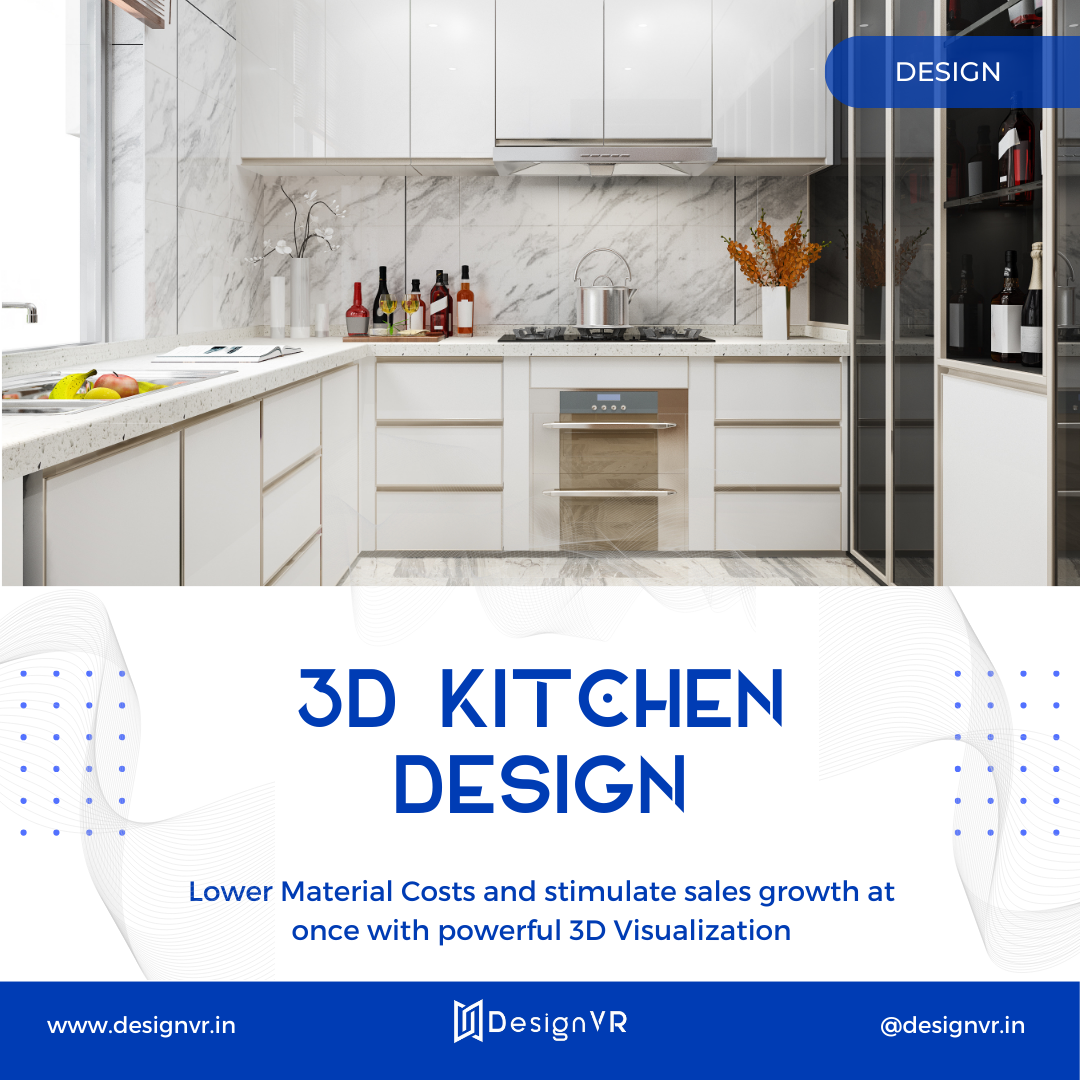 DESIGN
3D KITCHEN
DESIGN
Lower Material Costs and stimulate sales growth at
once with powerful 3D Visualization
www.designvr.in
DesignVR
@designvr.in